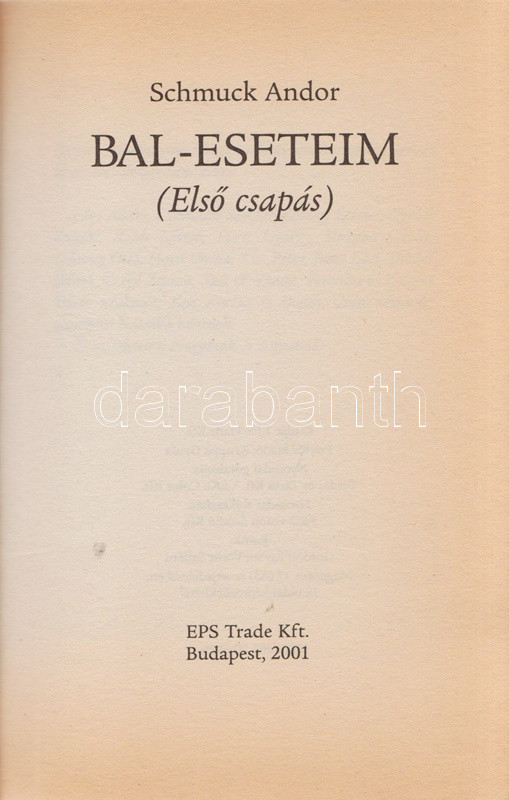 Schmuck Andor
BAL-ESETEIM
(Első csapás)
darabanth
EPS Trade Kft.
Budapest, 2001